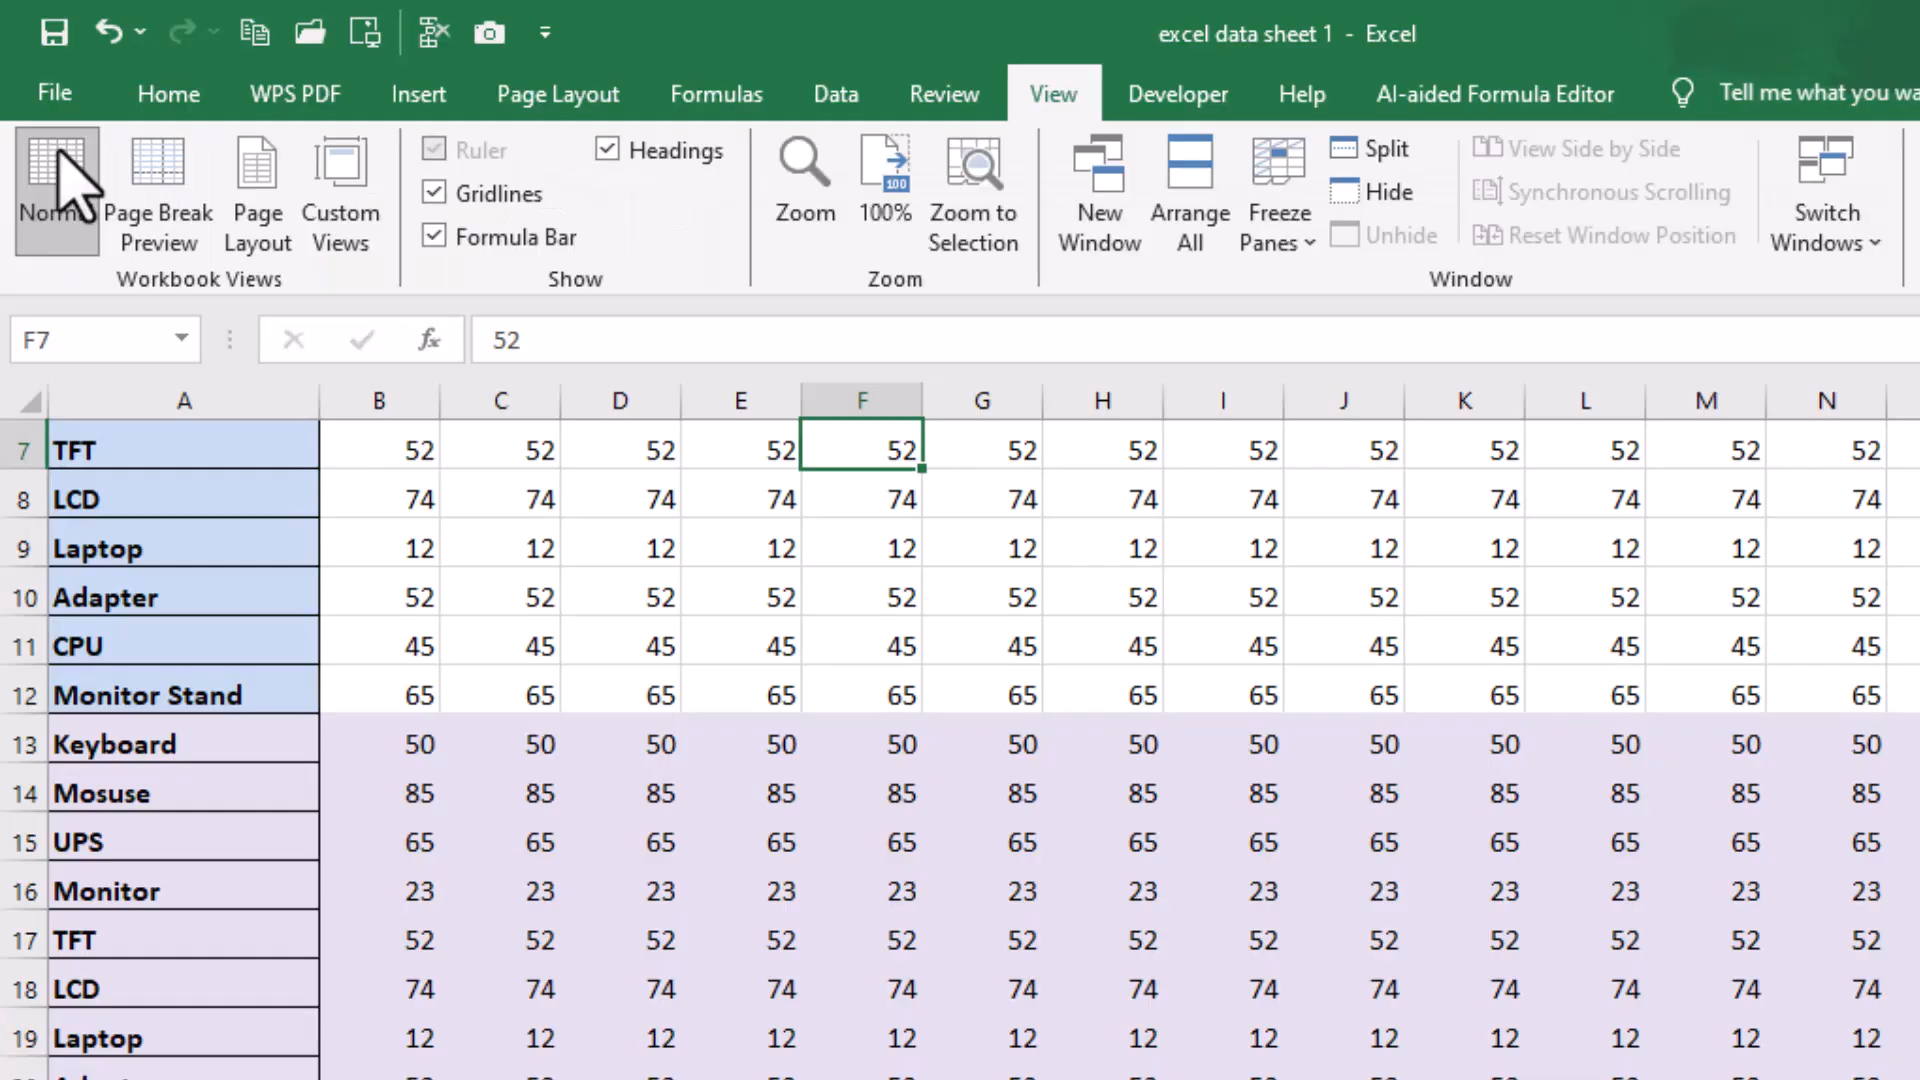 excel data sheet 1 - Excel
File Home WPS PDF Insert Page Layout Formulas Data Review View Developer Help AI-aided Formula Editor Tell me what you wa
Ruler Headings 100 Split View Side by Side
Gridlines Hide Synchronous Scrolling
Page Break Page Custom Zoom 100% Zoom to New Arrange Freeze Switch
Preview Layout Views Formula Bar Selection Window All Panes Unhide Reset Window Position Windows
Workbook Views Show Zoom Window
F7 fx 52
A B C D E F G H I J K L M N
7 TFT 52 52 52 52 52 52 52 52 52 52 52 52 52
8 LCD 74 74 74 74 74 74 74 74 74 74 74 74 74
9 Laptop 12 12 12 12 12 12 12 12 12 12 12 12 12
10 Adapter 52 52 52 52 52 52 52 52 52 52 52 52 52
11 CPU 45 45 45 45 45 45 45 45 45 45 45 45 45
12 Monitor Stand 65 65 65 65 65 65 65 65 65 65 65 65 65
13 Keyboard 50 50 50 50 50 50 50 50 50 50 50 50 50
14 Mosuse 85 85 85 85 85 85 85 85 85 85 85 85 85
15 UPS 65 65 65 65 65 65 65 65 65 65 65 65 65
16 Monitor 23 23 23 23 23 23 23 23 23 23 23 23 23
17 TFT 52 52 52 52 52 52 52 52 52 52 52 52 52
18 LCD 74 74 74 74 74 74 74 74 74 74 74 74 74
19 Laptop 12 12 12 12 12 12 12 12 12 12 12 12 12